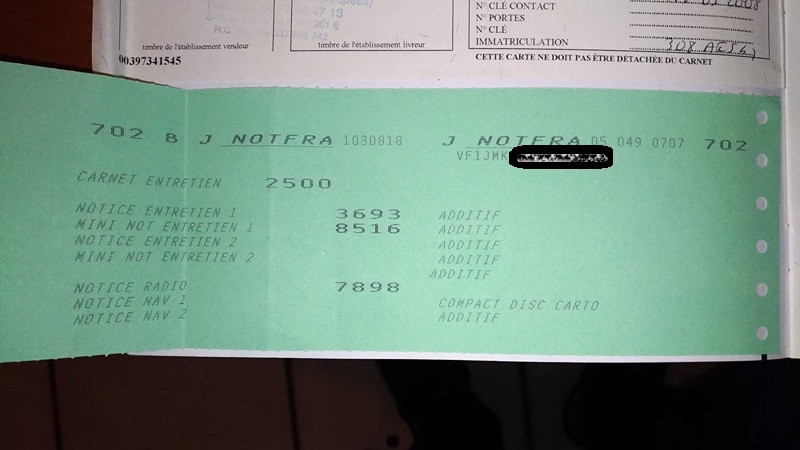 N° CLÉ CONTACT
N° PORTES
N° CLÉ
IMMATRICULATION
timbre de l'établissement vendeur
timbre de l'établissement livreur
00397341545
CETTE CARTE NE DOIT PAS ÊTRE DÉTACHÉE DU CARNET
702 B J NOTFRA 1030818 J NOTFRA 05 049 0707 702
VF1JMK
CARNET ENTRETIEN 2500
NOTICE ENTRETIEN 1 3693 ADDITIF
MINI NOT ENTRETIEN 1 8516 ADDITIF
NOTICE ENTRETIEN 2 ADDITIF
MINI NOT ENTRETIEN 2 ADDITIF
ADDITIF
NOTICE RADIO 7898
NOTICE NAV 1 COMPACT DISC CARTO
NOTICE NAV 2 ADDITIF